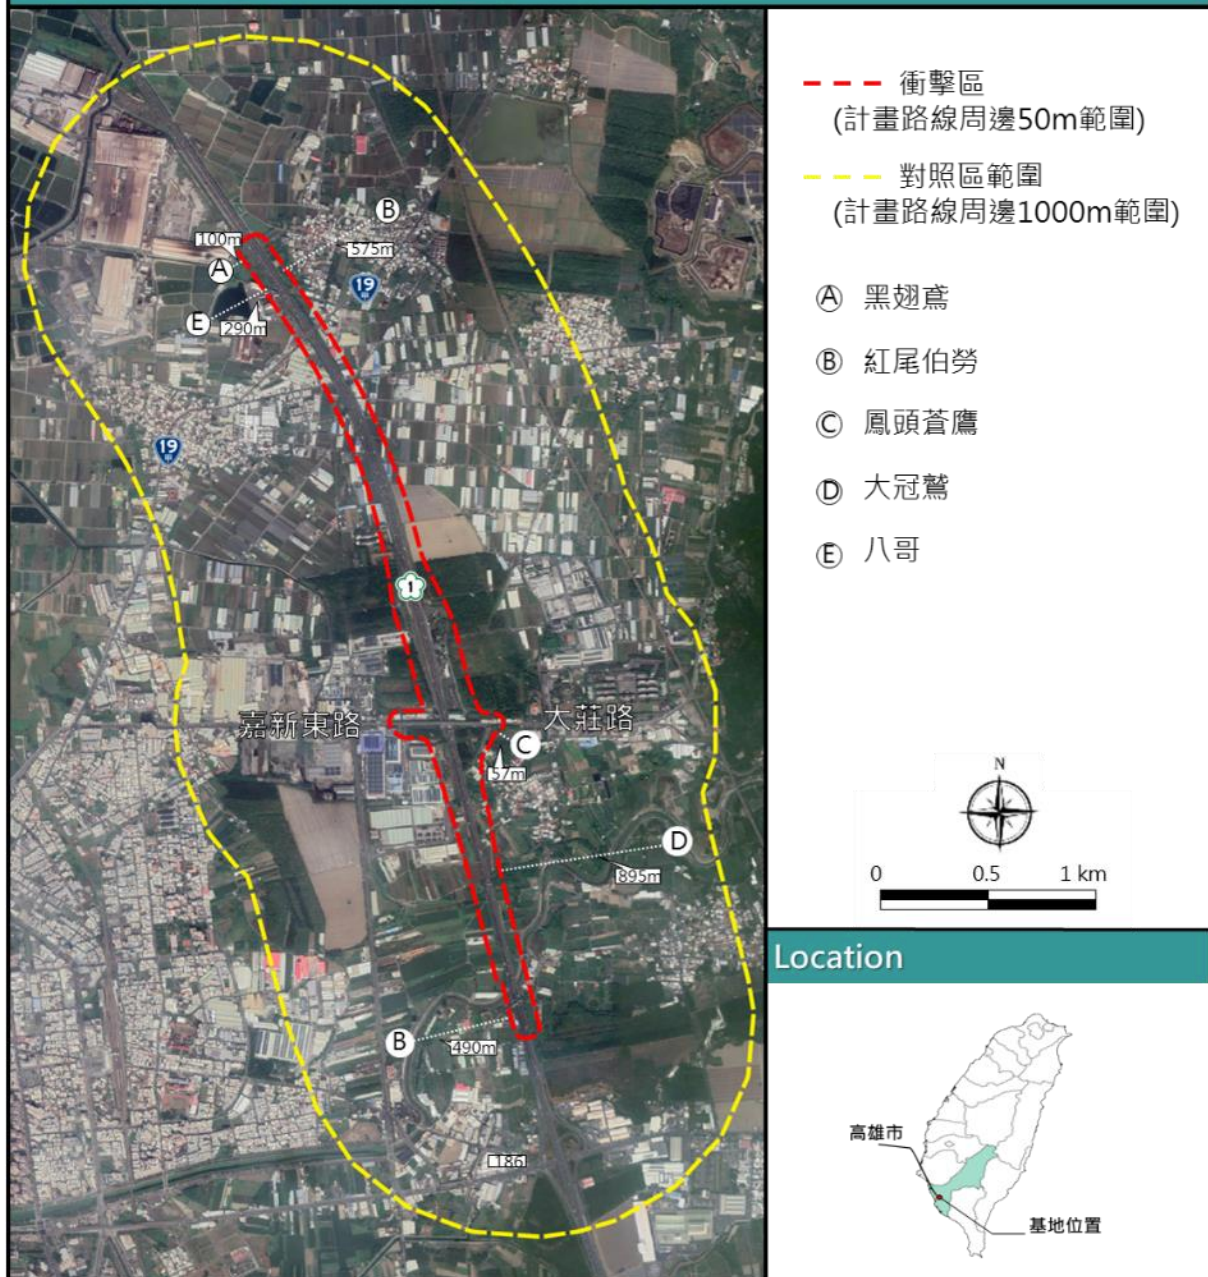 100m
A
B
575m
19
甲
E
290m
19
甲
1
嘉新東路
大莊路
C
57m
D
895m
B
490m
186
衝擊區
(計畫路線周邊50m範圍)
對照區範圍
(計畫路線周邊1000m範圍)
A 黑翅鳶
B 紅尾伯勞
C 鳳頭蒼鷹
D 大冠鷲
E 八哥
N
0 0.5 1 km
Location
高雄市
基地位置